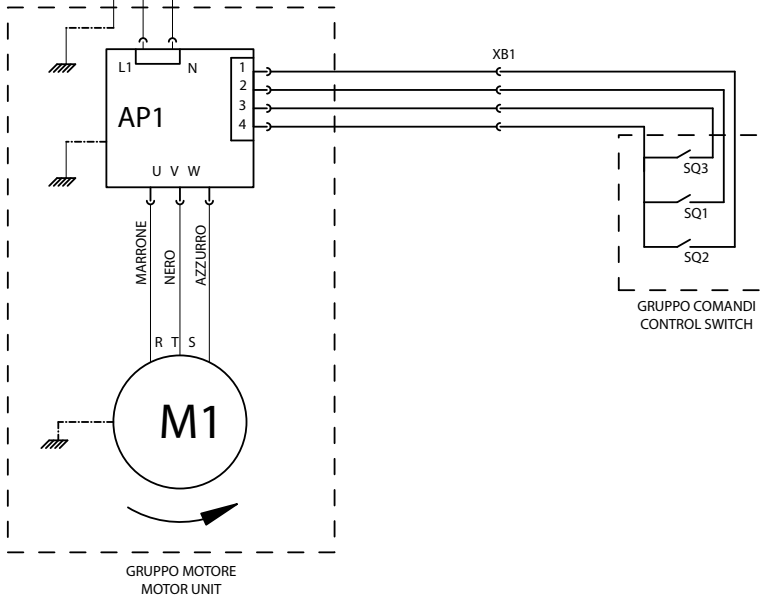 XB1
L1 N
1
2
3
4
AP1
U V W
SQ3
SQ1
SQ2
MARRONE
NERO
AZZURRO
GRUPPO COMANDI
CONTROL SWITCH
R T S
M1
GRUPPO MOTORE
MOTOR UNIT